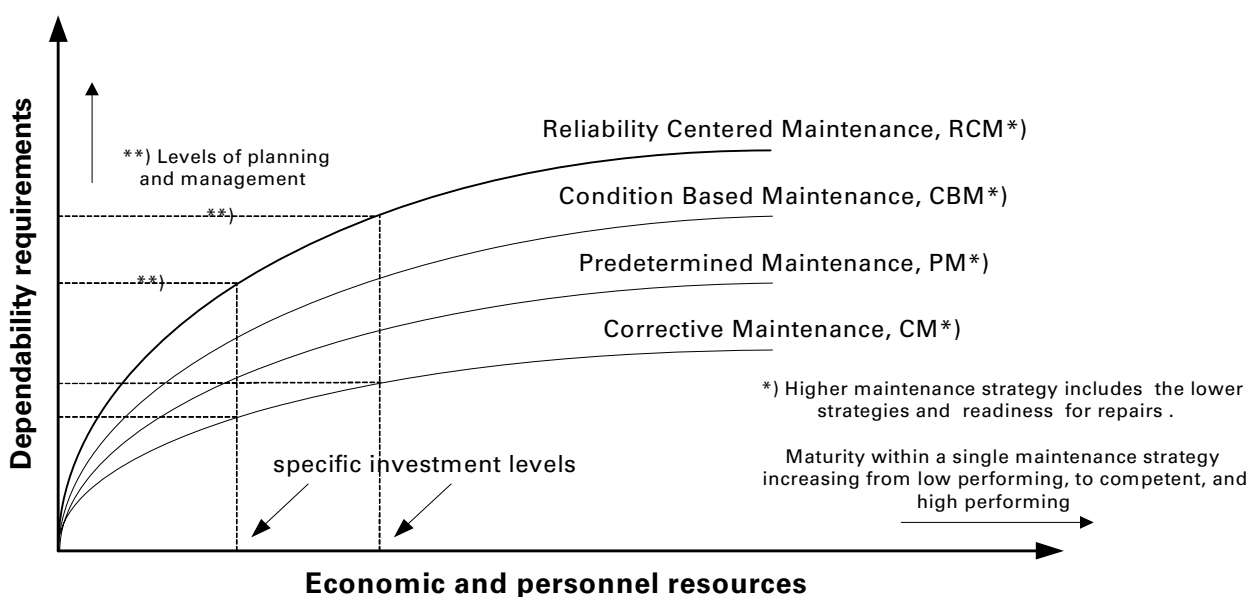 Dependability requirements
**) Levels of planning
and management
**)
**)
Reliability Centered Maintenance, RCM*)
Condition Based Maintenance, CBM*)
Predetermined Maintenance, PM*)
Corrective Maintenance, CM*)
*) Higher maintenance strategy includes the lower
strategies and readiness for repairs .
specific investment levels
Maturity within a single maintenance strategy
increasing from low performing, to competent, and
high performing
Economic and personnel resources